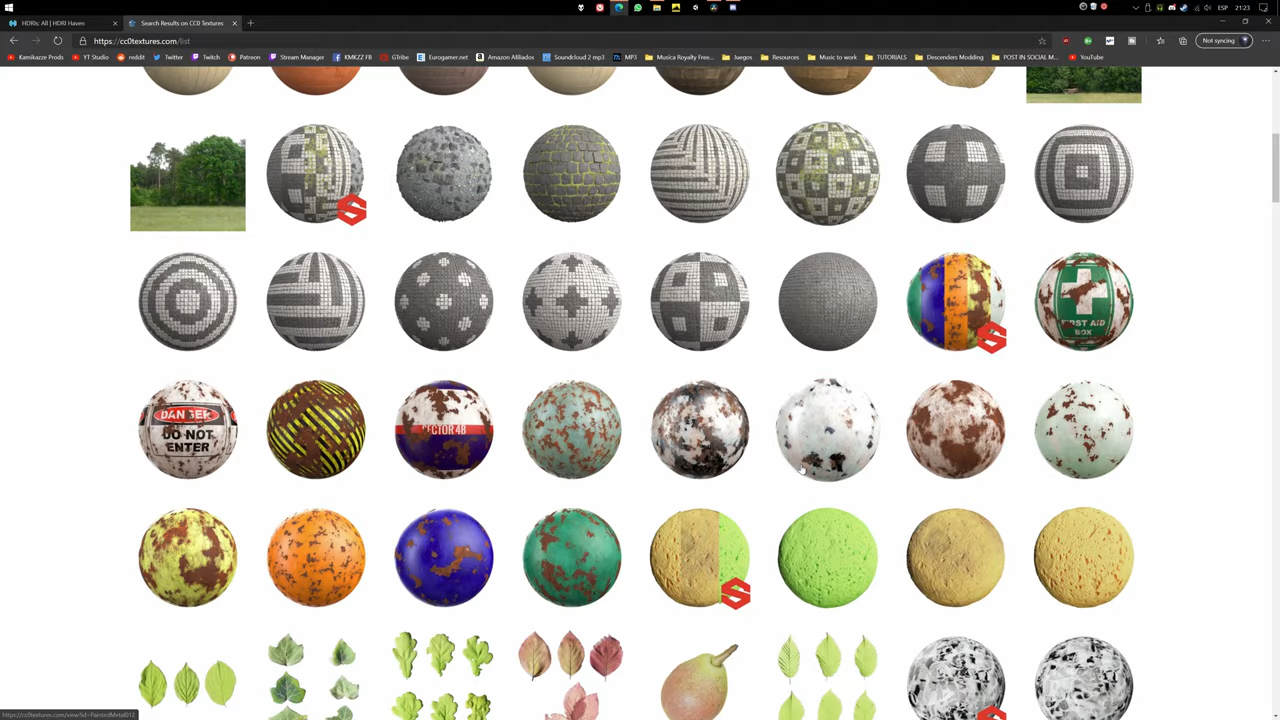 ESP 21:23
HDRIs: All | HDRI Haven
Search Results on CC0 Textures
https://cc0textures.com/list
Not syncing
Kamikazze Prods
YT Studio
reddit
Twitter
Twitch
Patreon
Stream Manager
KMKZZ FB
GTribe
Eurogamer.net
Amazon Afiliados
Soundcloud 2 mp3
MP3
Musica Royalty Free...
Juegos
Resources
Music to work
TUTORIALS
Descenders Modding
POST IN SOCIAL M...
YouTube
FIRST AID
BOX
DANGER
DO NOT
ENTER
SECTOR 4B
https://cc0textures.com/view?id=PaintedMetal012